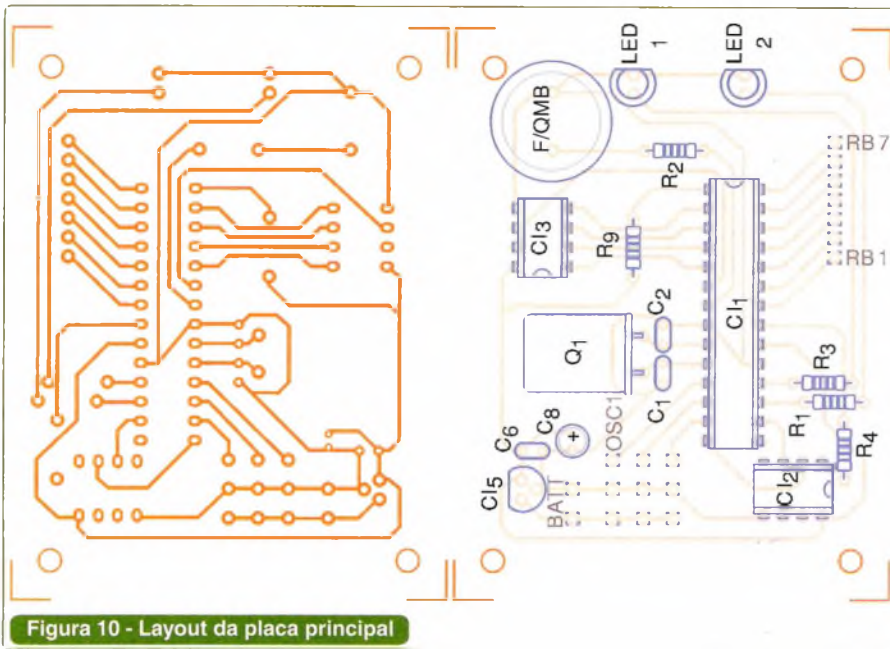 LED
1
LED
2
F/QMB
R2
RB7
CI3
R9
CI1
RB1
Q1
C2
C1
R3
R1
R4
OSC1
C8
C6
+
CI5
BATT
CI2
Figura 10 - Layout da placa principal